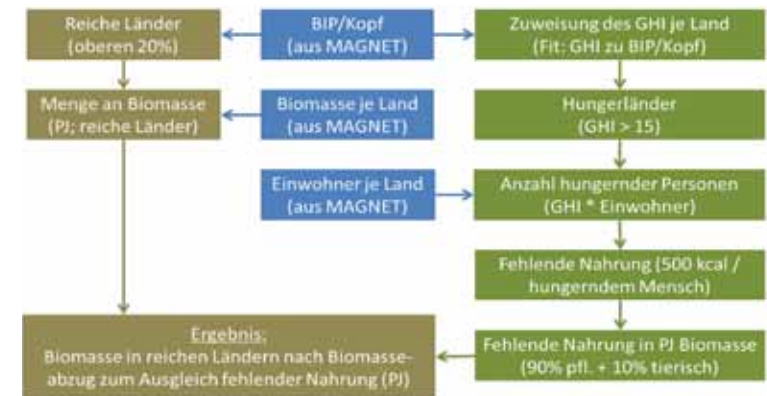 Reiche Länder
(oberen 20%)
BIP/Kopf
(aus MAGNET)
Zuweisung des GHI je Land
(Fit: GHI zu BIP/Kopf)
Menge an Biomasse
(PJ; reiche Länder)
Biomasse je Land
(aus MAGNET)
Hungerländer
(GHI > 15)
Einwohner je Land
(aus MAGNET)
Anzahl hungernder Personen
(GHI * Einwohner)
Fehlende Nahrung (500 kcal /
hungerndem Mensch)
Fehlende Nahrung in PJ Biomasse
(90% pfl. + 10% tierisch)
Ergebnis:
Biomasse in reichen Ländern nach Biomasse-
abzug zum Ausgleich fehlender Nahrung (PJ)